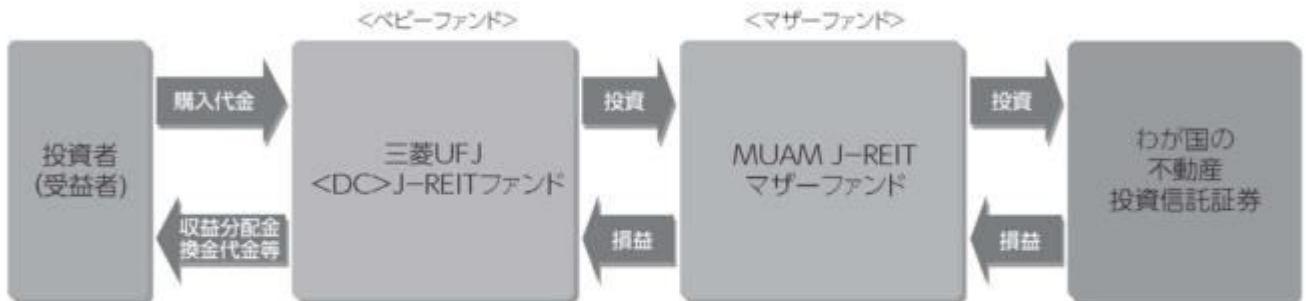 <ベビーファンド>
<マザーファンド>
購入代金
投資
投資
投資者
(受益者)
三菱UFJ
<DC>J-REITファンド
MUAM J-REIT
マザーファンド
わが国の
不動産
投資信託証券
収益分配金
換金代金等
損益
損益